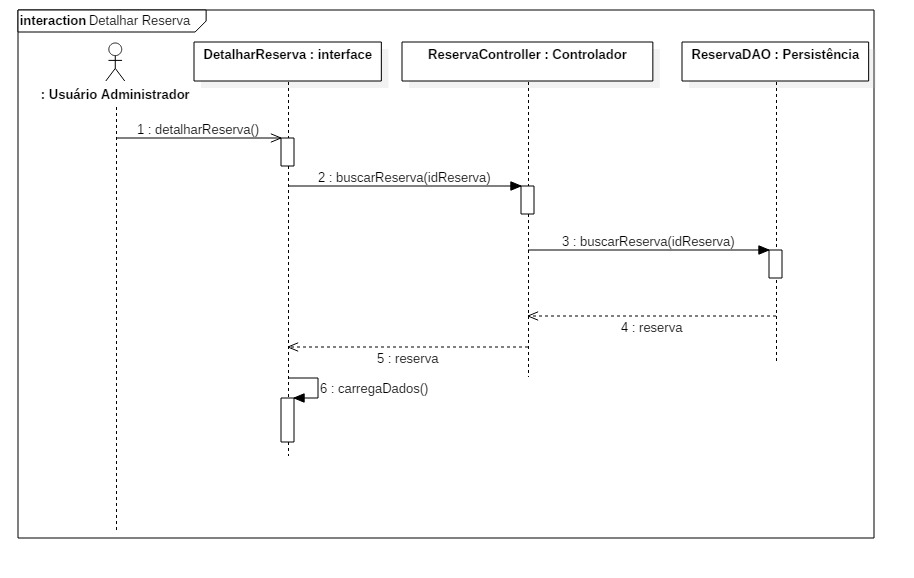 interaction Detalhar Reserva
DetalharReserva : interface
ReservaController : Controlador
ReservaDAO : Persistência
: Usuário Administrador
1 : detalharReserva()
2 : buscarReserva(idReserva)
3 : buscarReserva(idReserva)
4 : reserva
5 : reserva
6 : carregaDados()